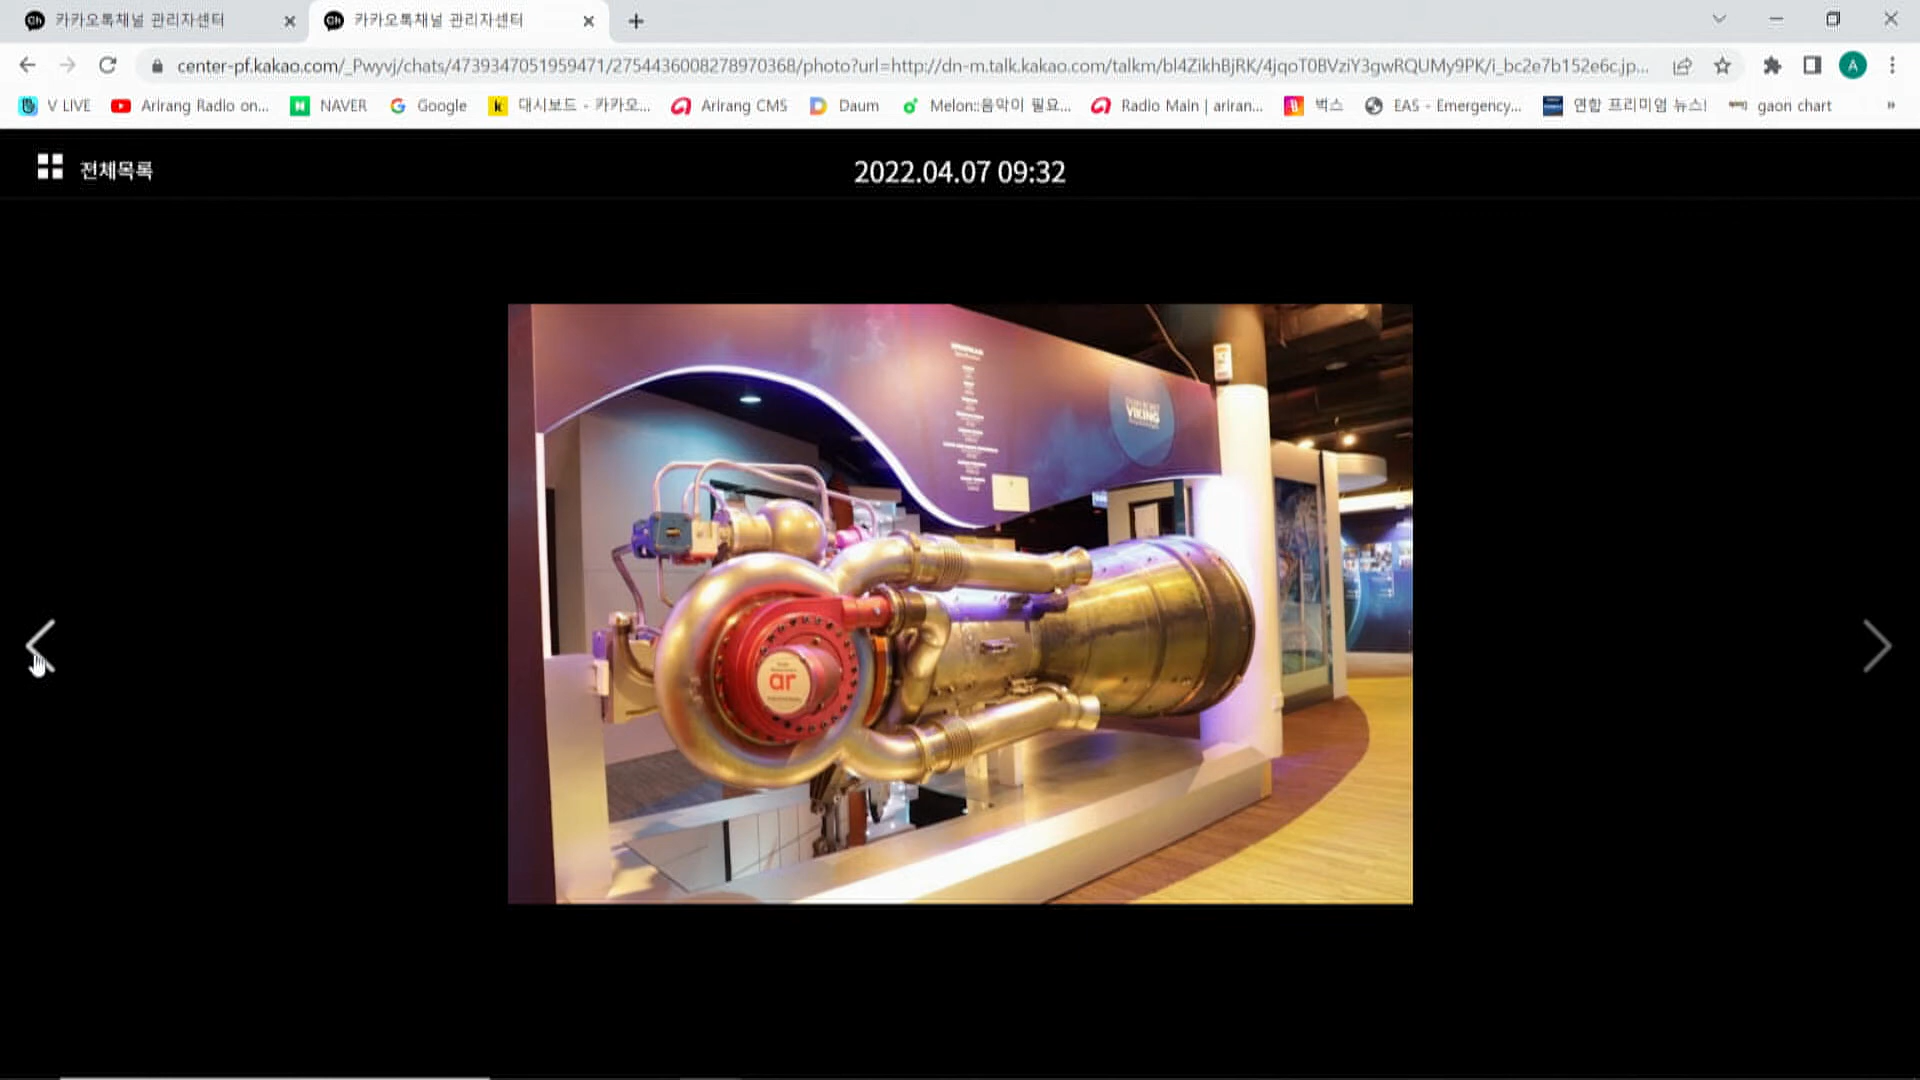 카카오톡채널 관리자센터
카카오톡채널 관리자센터
center-pf.kakao.com/_Pwyvj/chats/4739347051959471/2754436008278970368/photo?url=http://dn-m.talk.kakao.com/talkm/bl4ZikhBjRK/4jqoT0BVziY3gwRQUMy9PK/i_bc2e7b152e6c.jp...
A
V LIVE
Arirang Radio on...
NAVER
Google
대시보드 - 카카오...
Arirang CMS
Daum
Melon::음악이 필요...
Radio Main | ariran...
벅스
EAS - Emergency...
연합 프리미엄 뉴스!
gaon chart
»
전체목록
2022.04.07 09:32
VIKING
ar